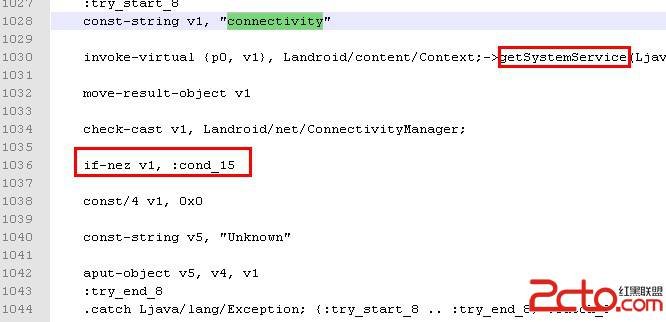 1027 :try_start_8
1028 const-string v1, "connectivity"
1029
1030 invoke-virtual {p0, v1}, Landroid/content/Context;->getSystemService(Ljava
1031
1032 move-result-object v1
1033
1034 check-cast v1, Landroid/net/ConnectivityManager;
1035
1036 if-nez v1, :cond_15
1037
1038 const/4 v1, 0x0
1039
1040 const-string v5, "Unknown"
1041
1042 aput-object v5, v4, v1
1043 :try_end_8
1044 .catch Ljava/lang/Exception; {:try_start_8 .. :try_end_8
2cto.com
红黑联盟